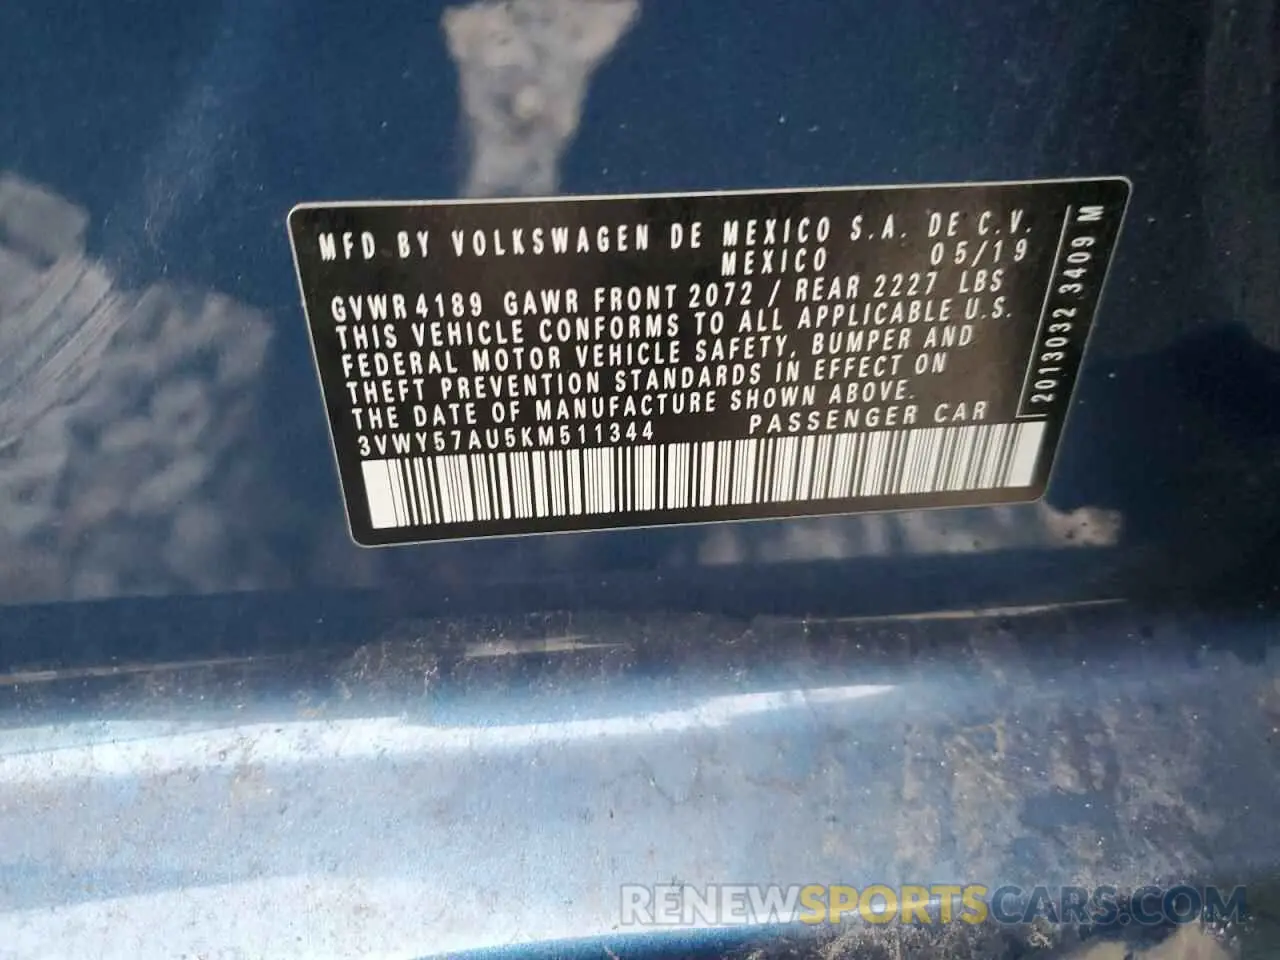 MFD BY VOLKSWAGEN DE MEXICO S.A. DE C.V.
MEXICO 05/19
GVWR 4189 GAWR FRONT 2072 / REAR 2227 LBS
THIS VEHICLE CONFORMS TO ALL APPLICABLE U.S.
FEDERAL MOTOR VEHICLE SAFETY, BUMPER AND
THEFT PREVENTION STANDARDS IN EFFECT ON
THE DATE OF MANUFACTURE SHOWN ABOVE.
3VWY57AU5KM511344 PASSENGER CAR
2013032 3409 M
RENEWSPORTSCARS.COM